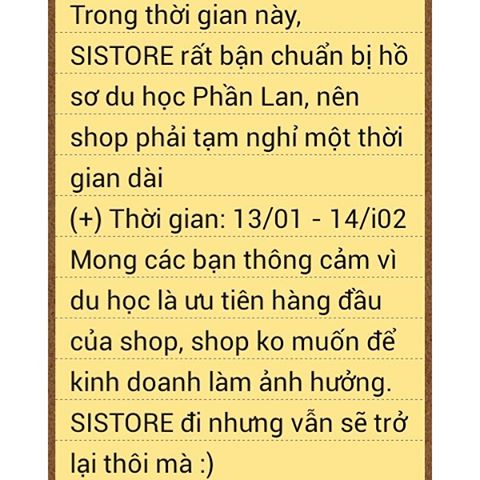 Trong thời gian này,
SISTORE rất bận chuẩn bị hồ
sơ du học Phần Lan, nên
shop phải tạm nghỉ một thời
gian dài
(+) Thời gian: 13/01 - 14/i02
Mong các bạn thông cảm vì
du học là ưu tiên hàng đầu
của shop, shop ko muốn để
kinh doanh làm ảnh hưởng.
SISTORE đi nhưng vẫn sẽ trở
lại thôi mà :)